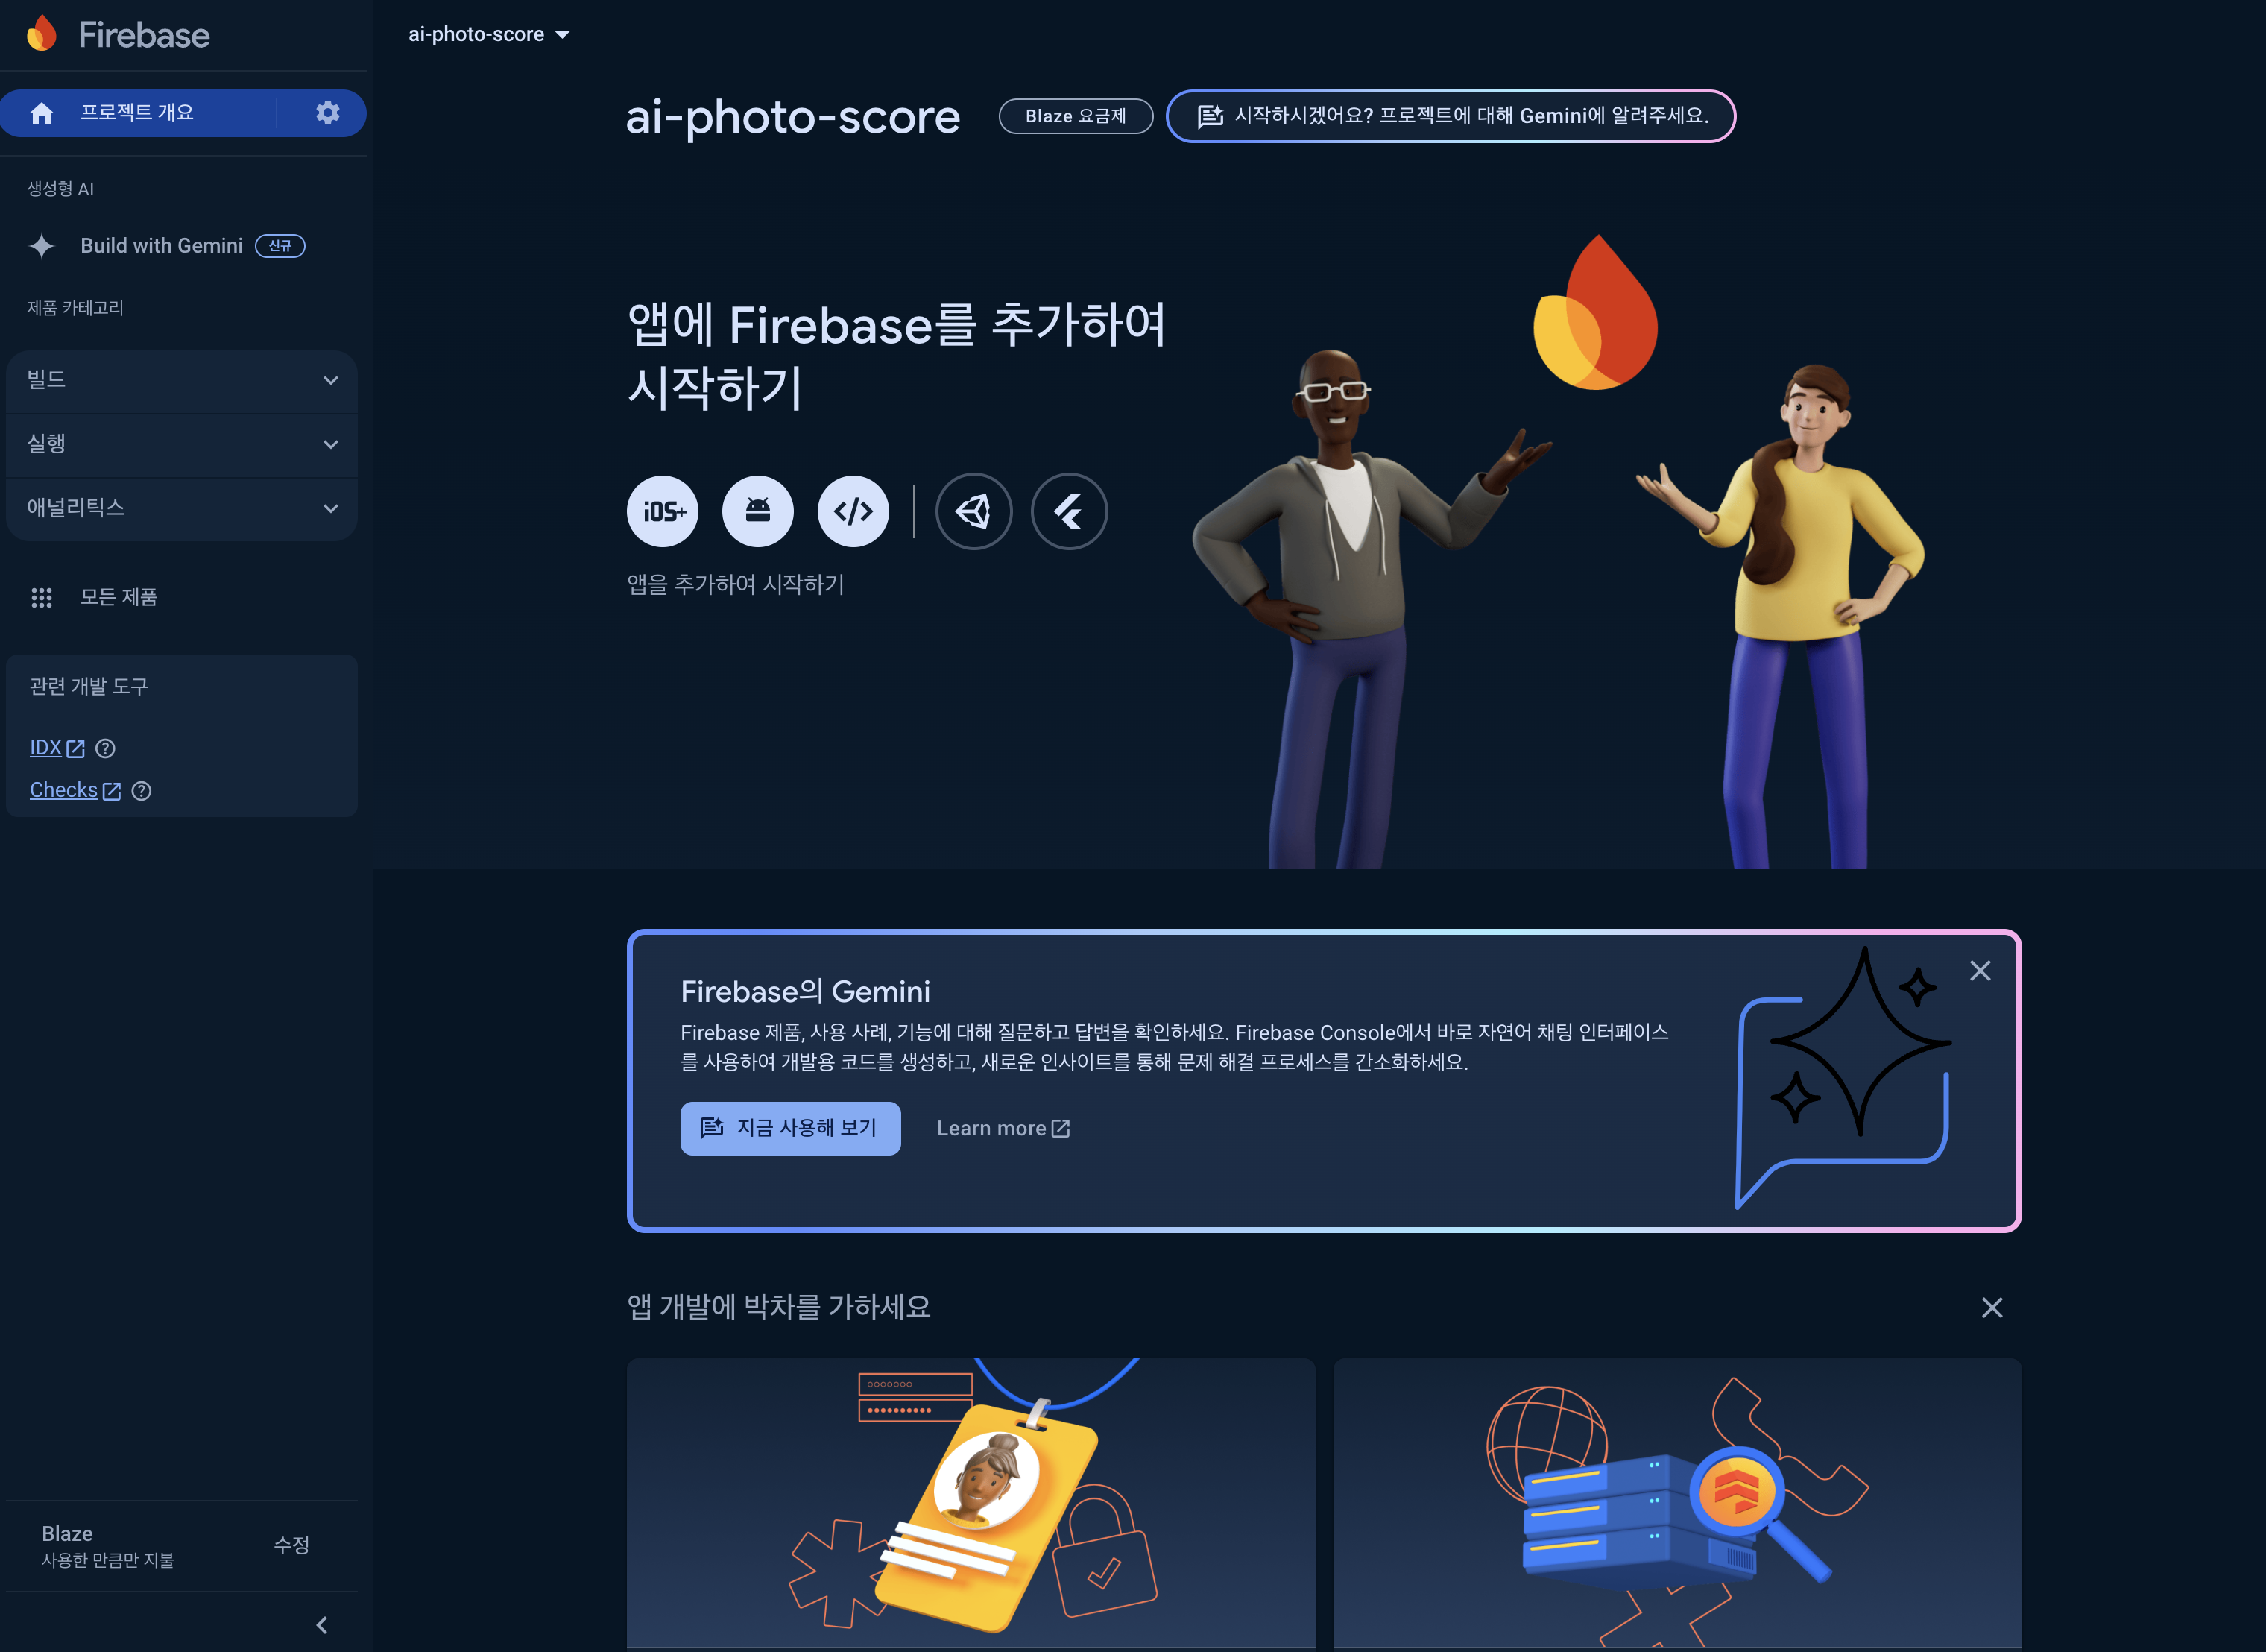 Firebase
ai-photo-score
프로젝트 개요
ai-photo-score
Blaze 요금제
시작하시겠어요? 프로젝트에 대해 Gemini에 알려주세요.
생성형 AI
Build with Gemini
신규
제품 카테고리
빌드
실행
애널리틱스
모든 제품
관련 개발 도구
IDX
Checks
앱에 Firebase를 추가하여
시작하기
iOS+
앱을 추가하여 시작하기
Firebase의 Gemini
Firebase 제품, 사용 사례, 기능에 대해 질문하고 답변을 확인하세요. Firebase Console에서 바로 자연어 채팅 인터페이스
를 사용하여 개발용 코드를 생성하고, 새로운 인사이트를 통해 문제 해결 프로세스를 간소화하세요.
지금 사용해 보기
Learn more
앱 개발에 박차를 가하세요
Blaze
사용한 만큼만 지불
수정